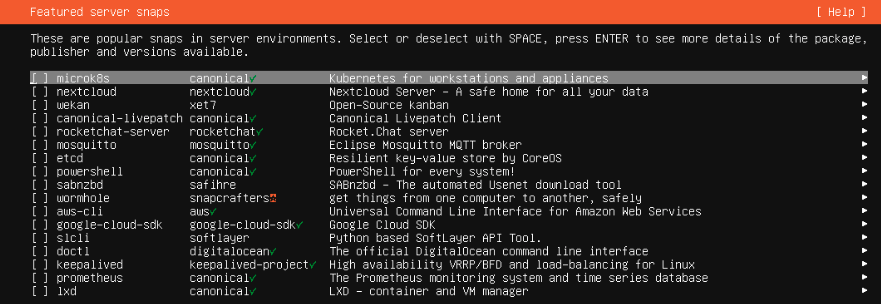 Featured server snaps [ Help ]
These are popular snaps in server environments. Select or deselect with SPACE, press ENTER to see more details of the package,
publisher and versions available.
[ ] microk8s canonical✓ Kubernetes for workstations and appliances ▸
[ ] nextcloud nextcloud✓ Nextcloud Server - A safe home for all your data ▸
[ ] wekan xet7 Open-Source kanban ▸
[ ] canonical-livepatch canonical✓ Canonical Livepatch Client ▸
[ ] rocketchat-server rocketchat✓ Rocket.Chat server ▸
[ ] mosquitto mosquitto✓ Eclipse Mosquitto MQTT broker ▸
[ ] etcd canonical✓ Resilient key-value store by CoreOS ▸
[ ] powershell canonical✓ PowerShell for every system! ▸
[ ] sabnzbd safihre SABnzbd - The automated Usenet download tool ▸
[ ] wormhole snapcrafters get things from one computer to another, safely ▸
[ ] aws-cli aws✓ Universal Command Line Interface for Amazon Web Services ▸
[ ] google-cloud-sdk google-cloud-sdk✓ Google Cloud SDK ▸
[ ] slcli softlayer Python based SoftLayer API Tool. ▸
[ ] doctl digitalocean✓ The official DigitalOcean command line interface ▸
[ ] keepalived keepalived-project✓ High availability VRRP/BFD and load-balancing for Linux ▸
[ ] prometheus canonical✓ The Prometheus monitoring system and time series database ▸
[ ] lxd canonical✓ LXD - container and VM manager ▸